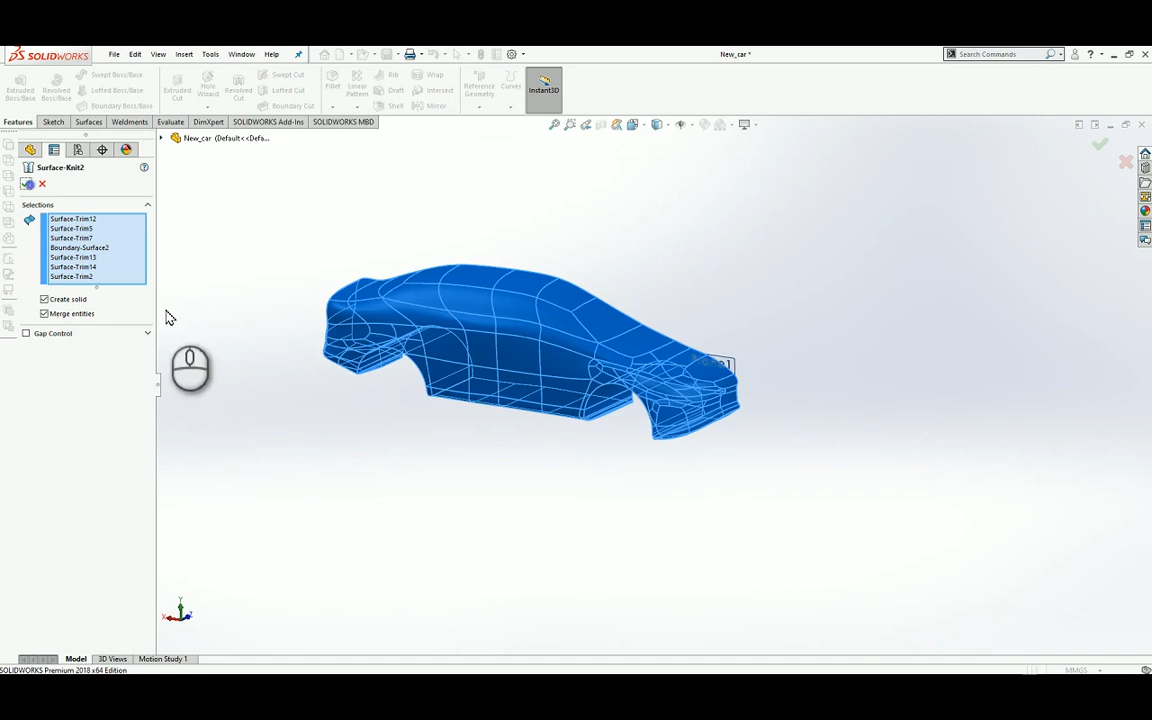 SOLIDWORKS File Edit View Insert Tools Window Help New_car * Search Commands
Extruded Boss/Base Revolved Boss/Base Swept Boss/Base Lofted Boss/Base Boundary Boss/Base Extruded Cut Hole Wizard Revolved Cut Swept Cut Lofted Cut Boundary Cut Fillet Linear Pattern Rib Draft Shell Wrap Intersect Mirror Reference Geometry Curves Instant3D
Features Sketch Surfaces Weldments Evaluate DimXpert SOLIDWORKS Add-Ins SOLIDWORKS MBD
New_car (Default<<Defa...
Surface-Knit2
Selections
Surface-Trim12
Surface-Trim5
Surface-Trim7
Boundary-Surface2
Surface-Trim13
Surface-Trim14
Surface-Trim2
Create solid
Merge entities
Gap Control
Y
X
Z
Model 3D Views Motion Study 1
SOLIDWORKS Premium 2018 x64 Edition MMGS